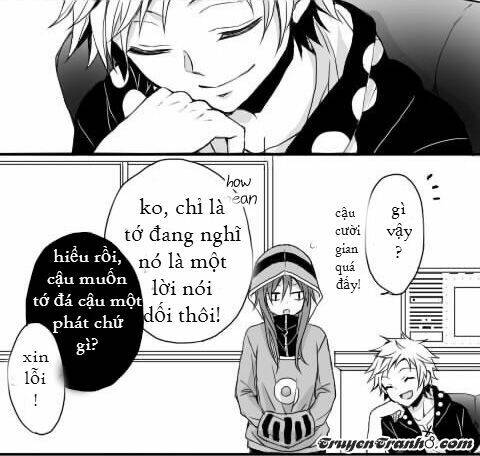 gì
vậy
?
cậu
cười
gian
quá
đấy!
how
mean
ko, chỉ là
tớ đang nghĩ
nó là một
lời nói
dối thôi!
hiểu rồi,
cậu muốn
tớ đá cậu một
phát chứ
gì?
xin
lỗi
!
TruyenTranh8.com